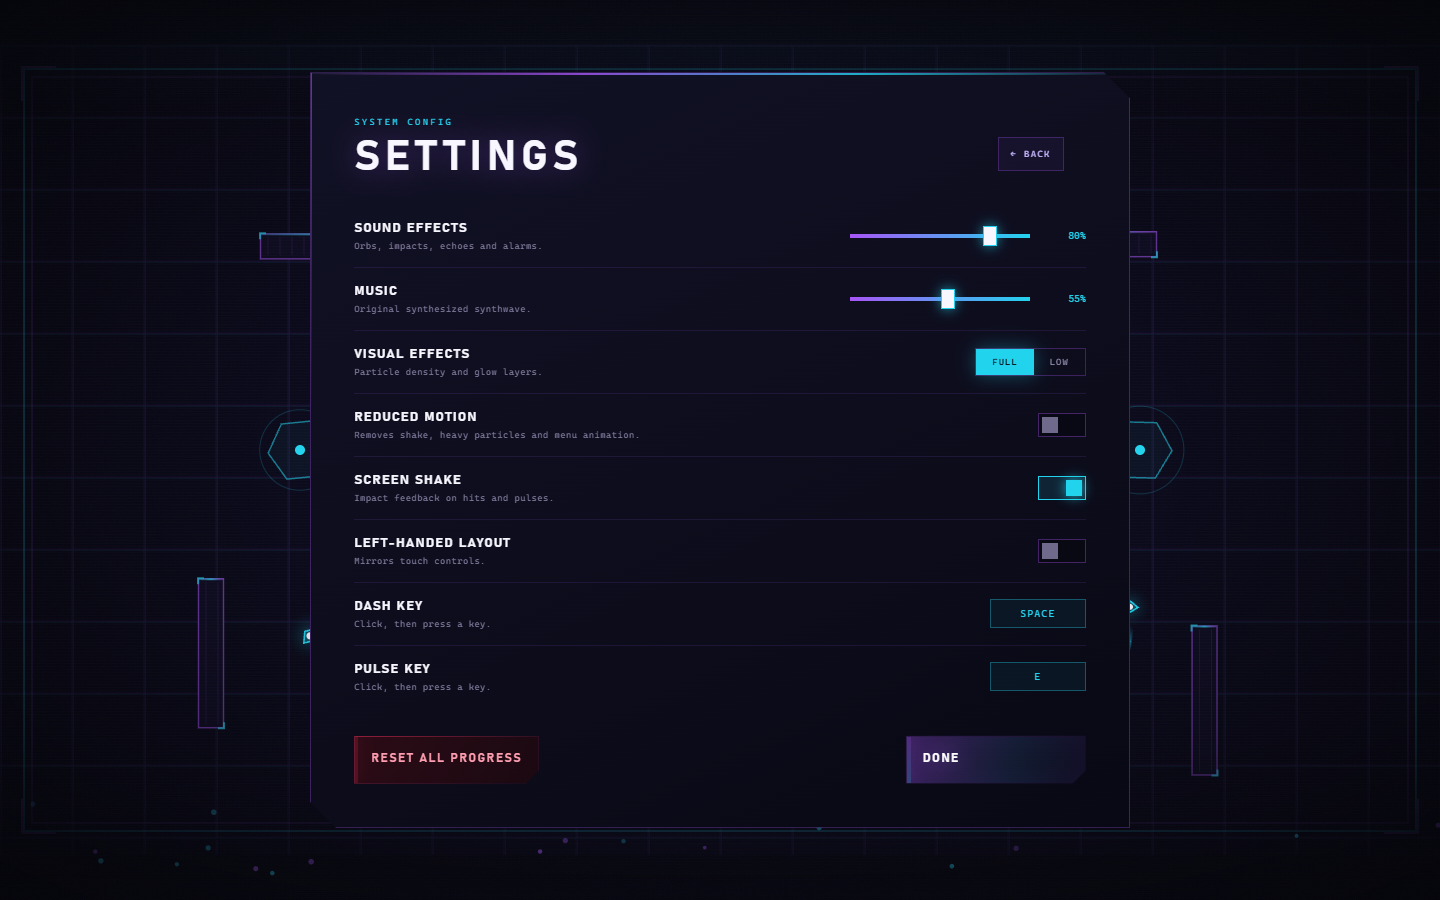 SYSTEM CONFIG
SETTINGS
← BACK
SOUND EFFECTS
Orbs, impacts, echoes and alarms.
80%
MUSIC
Original synthesized synthwave.
55%
VISUAL EFFECTS
Particle density and glow layers.
FULL LOW
REDUCED MOTION
Removes shake, heavy particles and menu animation.
SCREEN SHAKE
Impact feedback on hits and pulses.
LEFT-HANDED LAYOUT
Mirrors touch controls.
DASH KEY
Click, then press a key.
SPACE
PULSE KEY
Click, then press a key.
E
RESET ALL PROGRESS
DONE